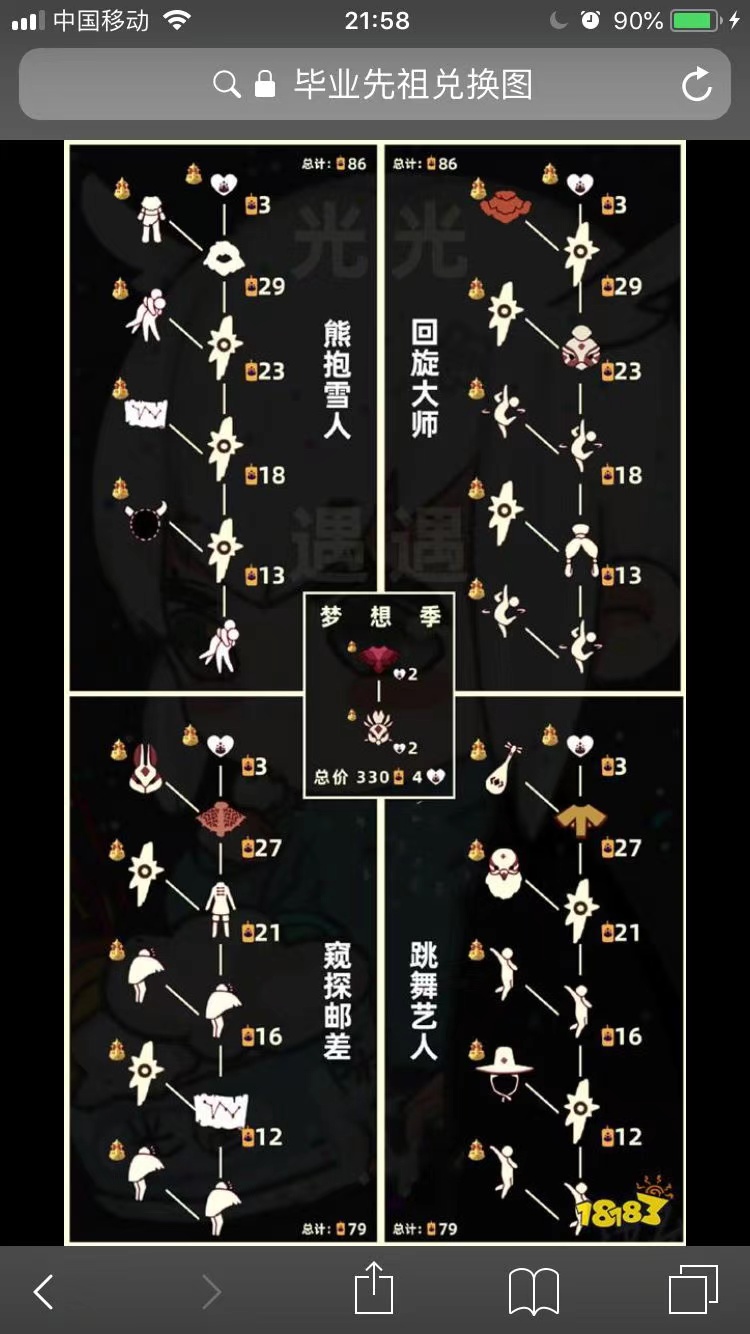 中国移动
21:58
90%
毕业先祖兑换图
总计:86
3
29
23
18
13
熊抱雪人
总计:86
3
29
23
18
13
回旋大师
光 光
遇 遇
梦 想 季
2
2
总价 330 4
3
27
21
16
12
窥探邮差
总计:79
3
27
21
16
12
跳舞艺人
总计:79
18183